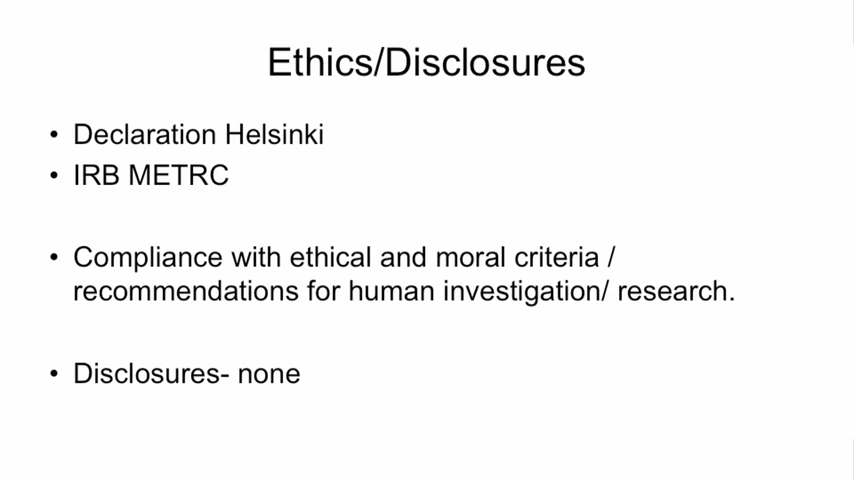 Ethics/Disclosures
• Declaration Helsinki
• IRB METRC
• Compliance with ethical and moral criteria /
recommendations for human investigation/ research.
• Disclosures- none